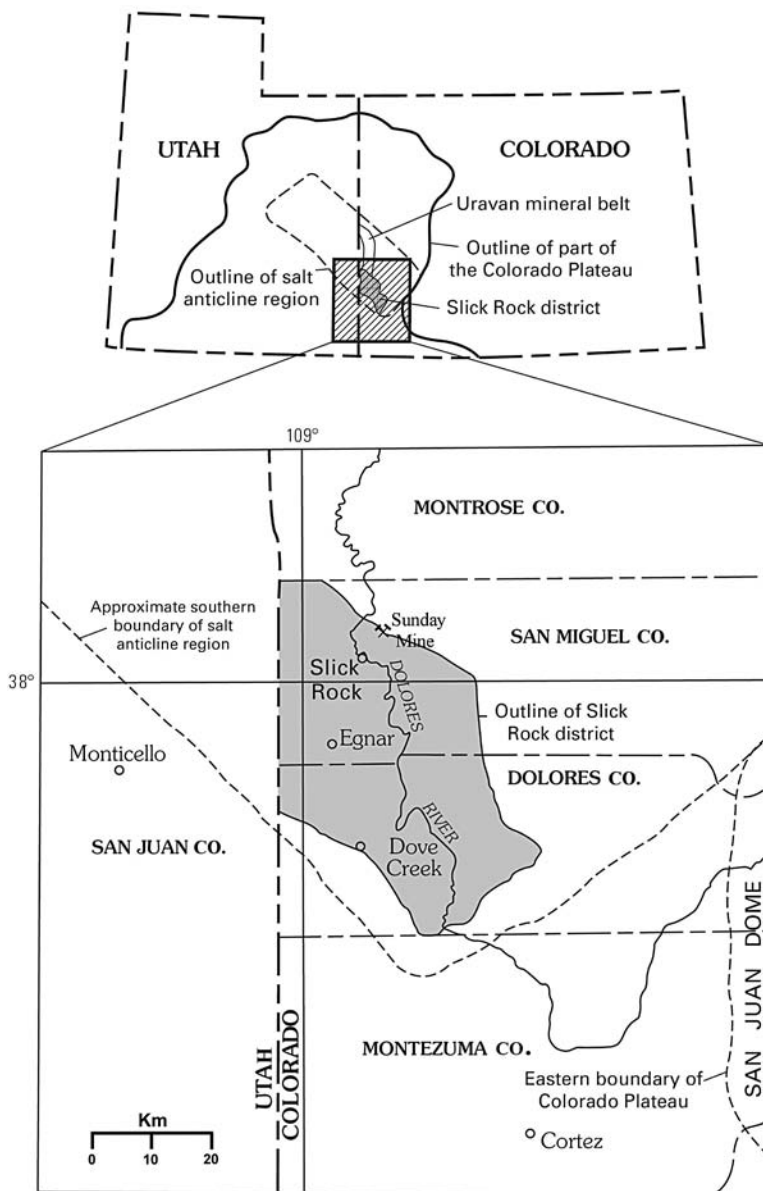 UTAH
COLORADO
Uravan mineral belt
Outline of part of
the Colorado Plateau
Outline of salt
anticline region
Slick Rock district
109°
MONTROSE CO.
Approximate southern
boundary of salt
anticline region
Sunday
Mine
SAN MIGUEL CO.
Slick
Rock
DOLORES
38°
Outline of Slick
Rock district
Egnar
Monticello
DOLORES CO.
RIVER
SAN JUAN CO.
Dove
Creek
SAN JUAN DOME
UTAH
COLORADO
MONTEZUMA CO.
Eastern boundary of
Colorado Plateau
Km
0 10 20
Cortez